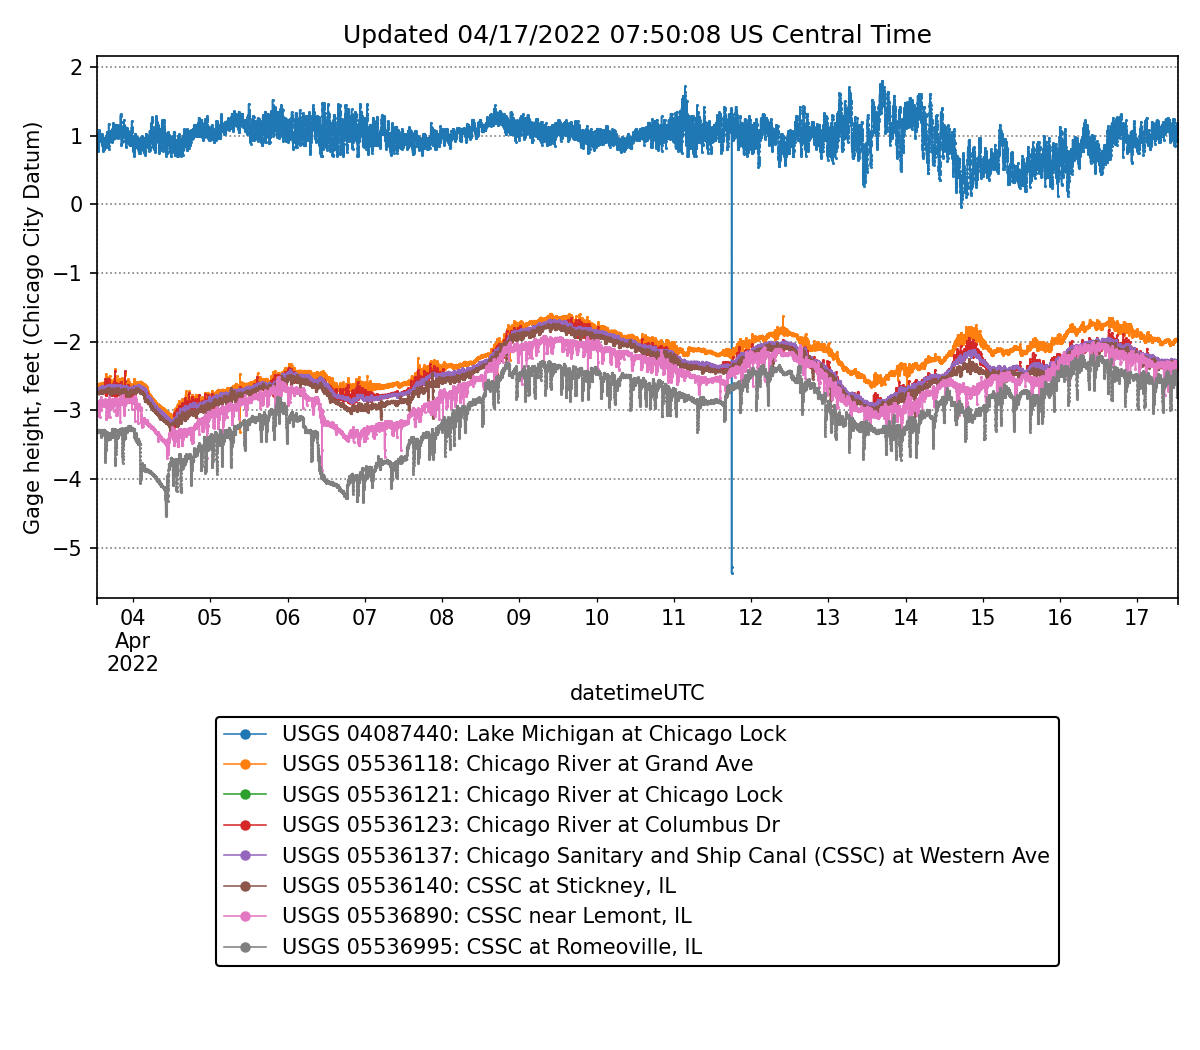 Updated 04/17/2022 07:50:08 US Central Time
Gage height, feet (Chicago City Datum)
2
1
0
−1
−2
−3
−4
−5
04 05 06 07 08 09 10 11 12 13 14 15 16 17
Apr
2022
datetimeUTC
USGS 04087440: Lake Michigan at Chicago Lock
USGS 05536118: Chicago River at Grand Ave
USGS 05536121: Chicago River at Chicago Lock
USGS 05536123: Chicago River at Columbus Dr
USGS 05536137: Chicago Sanitary and Ship Canal (CSSC) at Western Ave
USGS 05536140: CSSC at Stickney, IL
USGS 05536890: CSSC near Lemont, IL
USGS 05536995: CSSC at Romeoville, IL